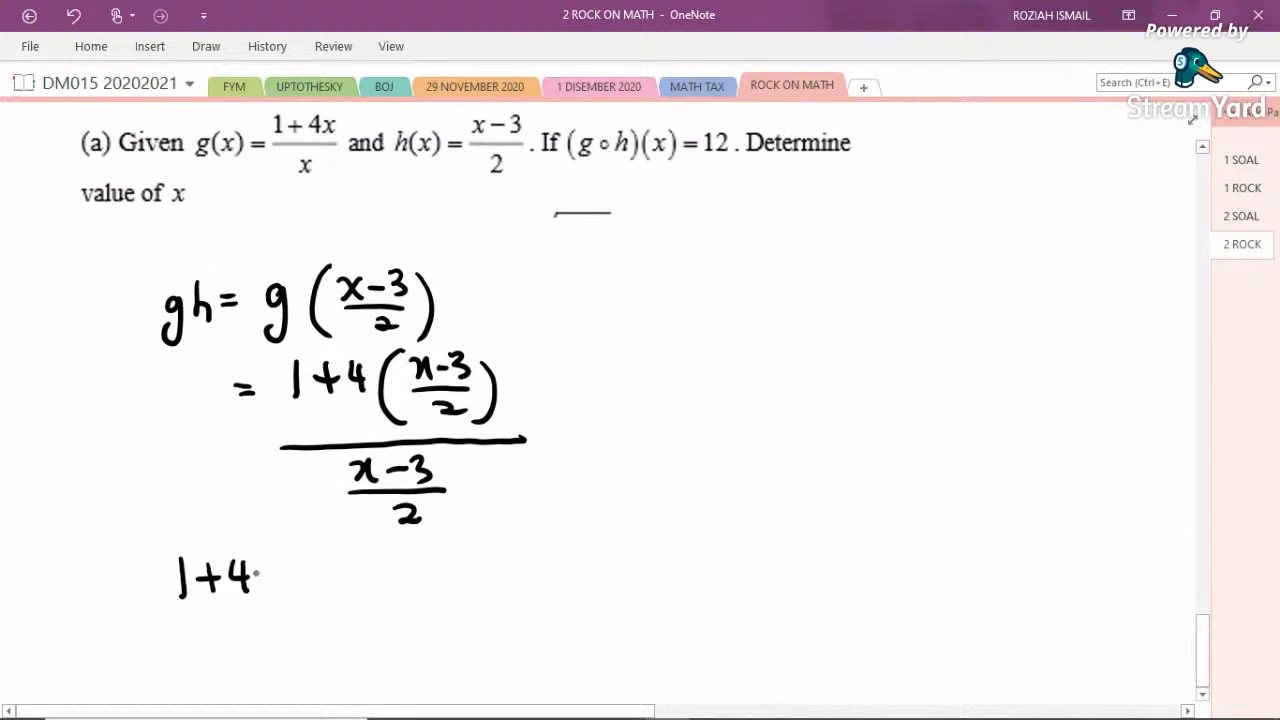 2 ROCK ON MATH - OneNote
ROZIAH ISMAIL
Powered by
File Home Insert Draw History Review View
StreamYard
DM015 20202021 FYM UPTOTHESKY BOJ 29 NOVEMBER 2020 1 DISEMBER 2020 MATH TAX ROCK ON MATH + Search (Ctrl+E)
Pa
(a) Given g(x) = (1 + 4x)/x and h(x) = (x − 3)/2 . If (g ∘ h)(x) = 12 . Determine
value of x
1 SOAL
1 ROCK
2 SOAL
2 ROCK
gh = g((x-3)/2)
= (1+4((x-3)/2))/((x-3)/2)
1+4